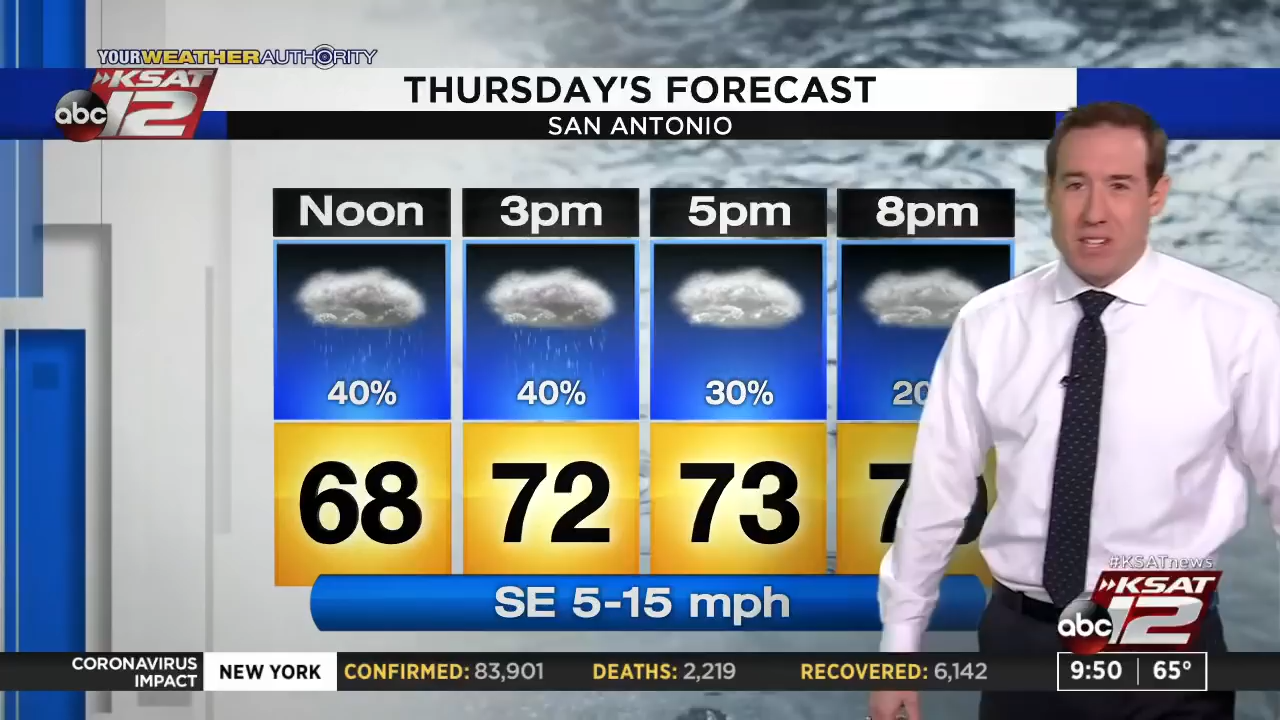 YOURWEATHERAUTHORITY
KSAT
abc 12
THURSDAY'S FORECAST
SAN ANTONIO
Noon 3pm 5pm 8pm
40% 40% 30%
68 72 73
SE 5-15 mph
#KSATnews
KSAT
abc 12
CORONAVIRUS
IMPACT
NEW YORK CONFIRMED: 83,901 DEATHS: 2,219 RECOVERED: 6,142
9:50 65°